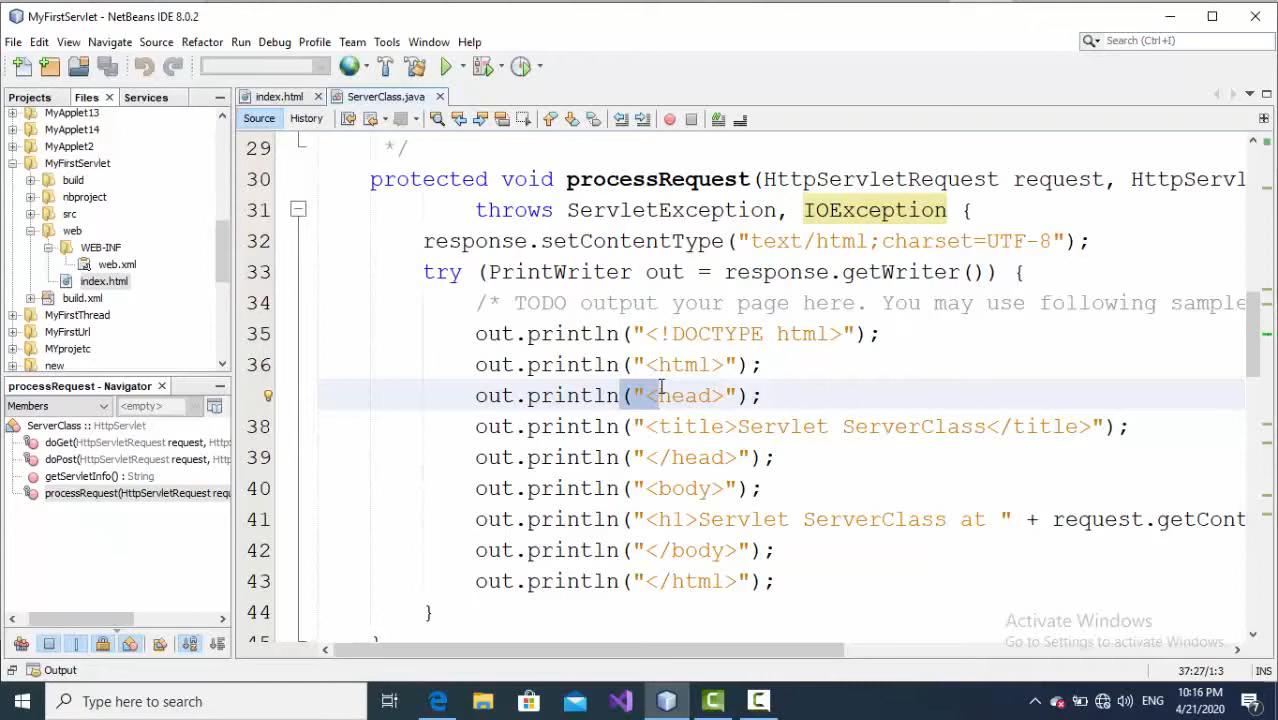 MyFirstServlet - NetBeans IDE 8.0.2
File Edit View Navigate Source Refactor Run Debug Profile Team Tools Window Help
Search (Ctrl+I)
Projects Files Services
MyApplet13
MyApplet14
MyApplet2
MyFirstServlet
build
nbproject
src
web
WEB-INF
web.xml
index.html
build.xml
MyFirstThread
MyFirstUrl
MYprojetc
new
processRequest - Navigator
Members <empty>
ServerClass :: HttpServlet
doGet(HttpServletRequest request,
doPost(HttpServletRequest request,
getServletInfo() : String
processRequest(HttpServletRequest requ
index.html ServerClass.java
Source History
29 */
30 protected void processRequest(HttpServletRequest request, HttpServl
31 throws ServletException, IOException {
32 response.setContentType("text/html;charset=UTF-8");
33 try (PrintWriter out = response.getWriter()) {
34 /* TODO output your page here. You may use following sample
35 out.println("<!DOCTYPE html>");
36 out.println("<html>");
out.println("<head>");
38 out.println("<title>Servlet ServerClass</title>");
39 out.println("</head>");
40 out.println("<body>");
41 out.println("<h1>Servlet ServerClass at " + request.getCont
42 out.println("</body>");
43 out.println("</html>");
44 }
Activate Windows
Go to Settings to activate Windows.
Output
37:27/1:3 INS
Type here to search
ENG
10:16 PM
4/21/2020
7